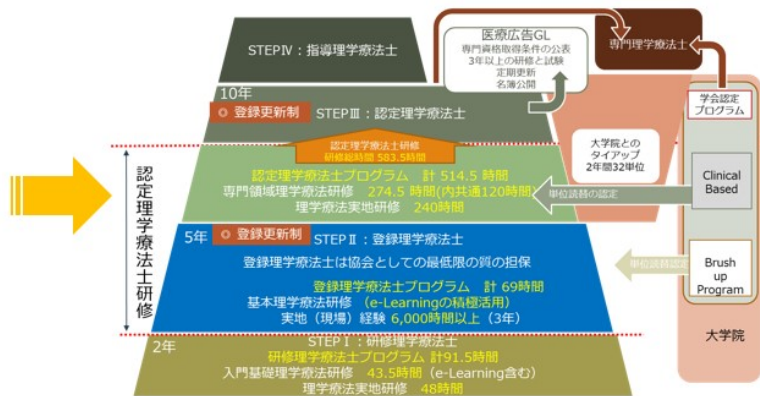 STEPⅣ：指導理学療法士
医療広告GL
専門資格取得条件の公表
3年以上の研修と試験
定期更新
名簿公開
専門理学療法士
10年
◎ 登録更新制
STEPⅢ：認定理学療法士
学会認定
プログラム
認定理学療法士研修
研修総時間 583.5時間
大学院との
タイアップ
2年間32単位
認定理学療法士研修
認定理学療法士プログラム　計 514.5 時間
専門領域理学療法研修　274.5 時間(内共通120時間)
理学療法実地研修　240時間
単位読替の認定
Clinical
Based
5年
◎ 登録更新制
STEPⅡ：登録理学療法士
登録理学療法士は協会としての最低限の質の担保
登録理学療法士プログラム　計 69時間
基本理学療法研修　（e-Learningの積極活用）
実地（現場）経験 6,000時間以上（3年）
単位読替認定
Brush
up
Program
大学院
2年
STEPⅠ：研修理学療法士
研修理学療法士プログラム 計91.5時間
入門基礎理学療法研修　43.5時間（e-Learning含む）
理学療法実地研修　48時間